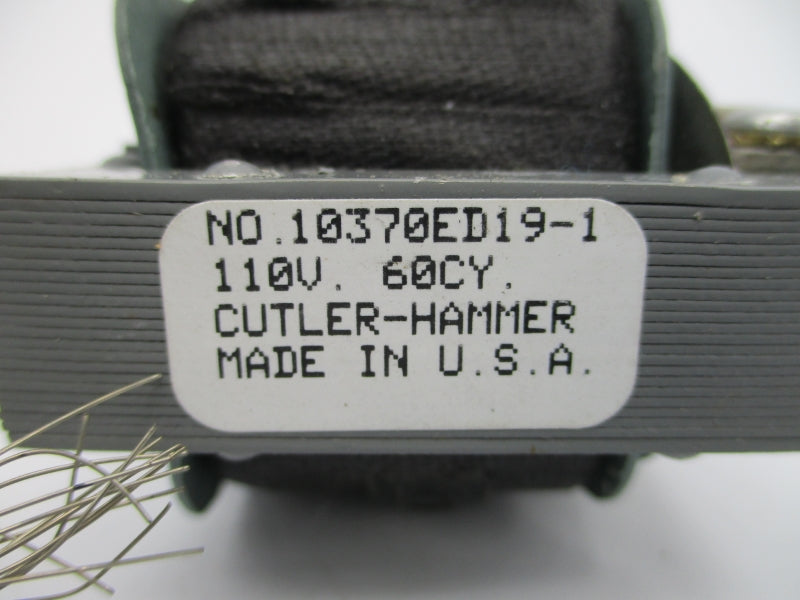 NO.10370ED19-1
110V. 60CY.
CUTLER-HAMMER
MADE IN U.S.A.